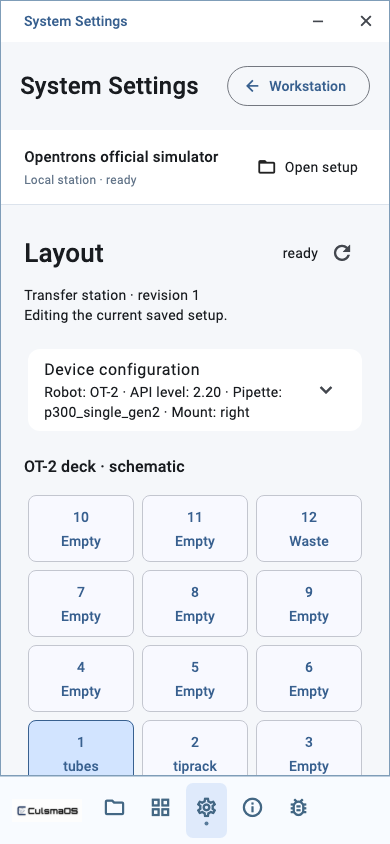 System Settings
System Settings
Workstation
Opentrons official simulator
Local station · ready
Open setup
Layout
ready
Transfer station · revision 1
Editing the current saved setup.
Device configuration
Robot: OT-2 · API level: 2.20 · Pipette:
p300_single_gen2 · Mount: right
OT-2 deck · schematic
10
Empty
11
Empty
12
Waste
7
Empty
8
Empty
9
Empty
4
Empty
5
Empty
6
Empty
1
tubes
2
tiprack
3
Empty
CulsmaOS